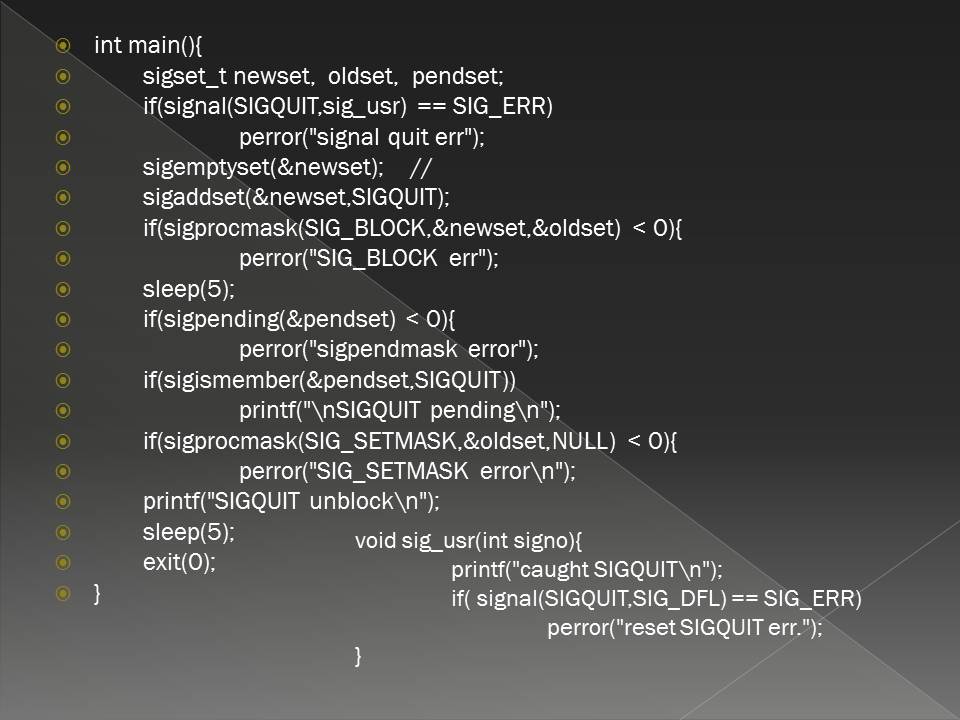 int main(){
sigset_t newset, oldset, pendset;
if(signal(SIGQUIT,sig_usr) == SIG_ERR)
perror("signal quit err");
sigemptyset(&newset); //
sigaddset(&newset,SIGQUIT);
if(sigprocmask(SIG_BLOCK,&newset,&oldset) < 0){
perror("SIG_BLOCK err");
sleep(5);
if(sigpending(&pendset) < 0){
perror("sigpendmask error");
if(sigismember(&pendset,SIGQUIT))
printf("\nSIGQUIT pending\n");
if(sigprocmask(SIG_SETMASK,&oldset,NULL) < 0){
perror("SIG_SETMASK error\n");
printf("SIGQUIT unblock\n");
sleep(5);
exit(0);
}
void sig_usr(int signo){
printf("caught SIGQUIT\n");
if( signal(SIGQUIT,SIG_DFL) == SIG_ERR)
perror("reset SIGQUIT err.");
}